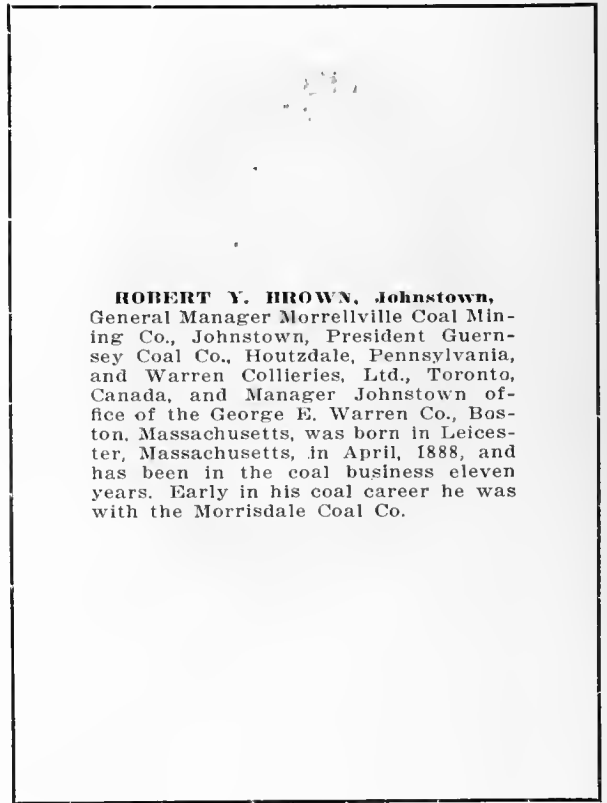 ROBERT Y. BROWN, Johnstown,
General Manager Morrellville Coal Min-
ing Co., Johnstown, President Guern-
sey Coal Co., Houtzdale, Pennsylvania,
and Warren Collieries, Ltd., Toronto,
Canada, and Manager Johnstown of-
fice of the George E. Warren Co., Bos-
ton, Massachusetts, was born in Leices-
ter, Massachusetts, in April, 1888, and
has been in the coal business eleven
years. Early in his coal career he was
with the Morrisdale Coal Co.